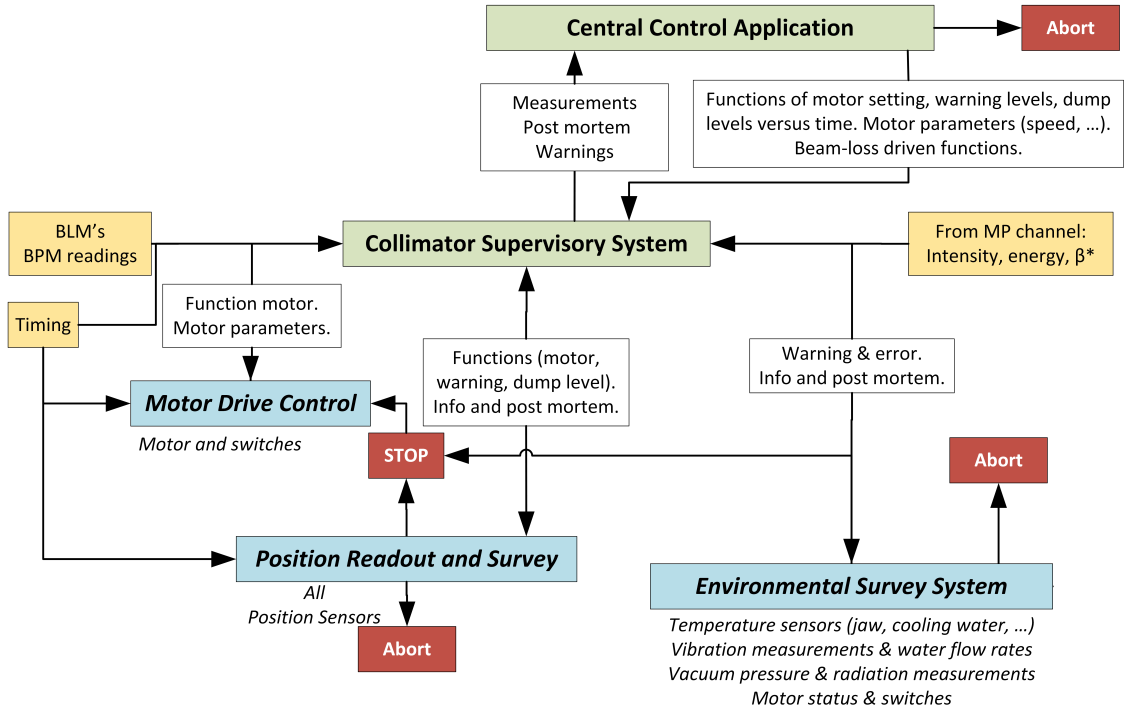 Central Control Application
Abort
Measurements
Post mortem
Warnings
Functions of motor setting, warning levels, dump
levels versus time. Motor parameters (speed, ...).
Beam-loss driven functions.
BLM’s
BPM readings
Collimator Supervisory System
From MP channel:
Intensity, energy, β*
Timing
Function motor.
Motor parameters.
Functions (motor,
warning, dump level).
Info and post mortem.
Warning & error.
Info and post mortem.
Motor Drive Control
Motor and switches
STOP
Abort
Position Readout and Survey
All
Position Sensors
Abort
Environmental Survey System
Temperature sensors (jaw, cooling water, ...)
Vibration measurements & water flow rates
Vacuum pressure & radiation measurements
Motor status & switches